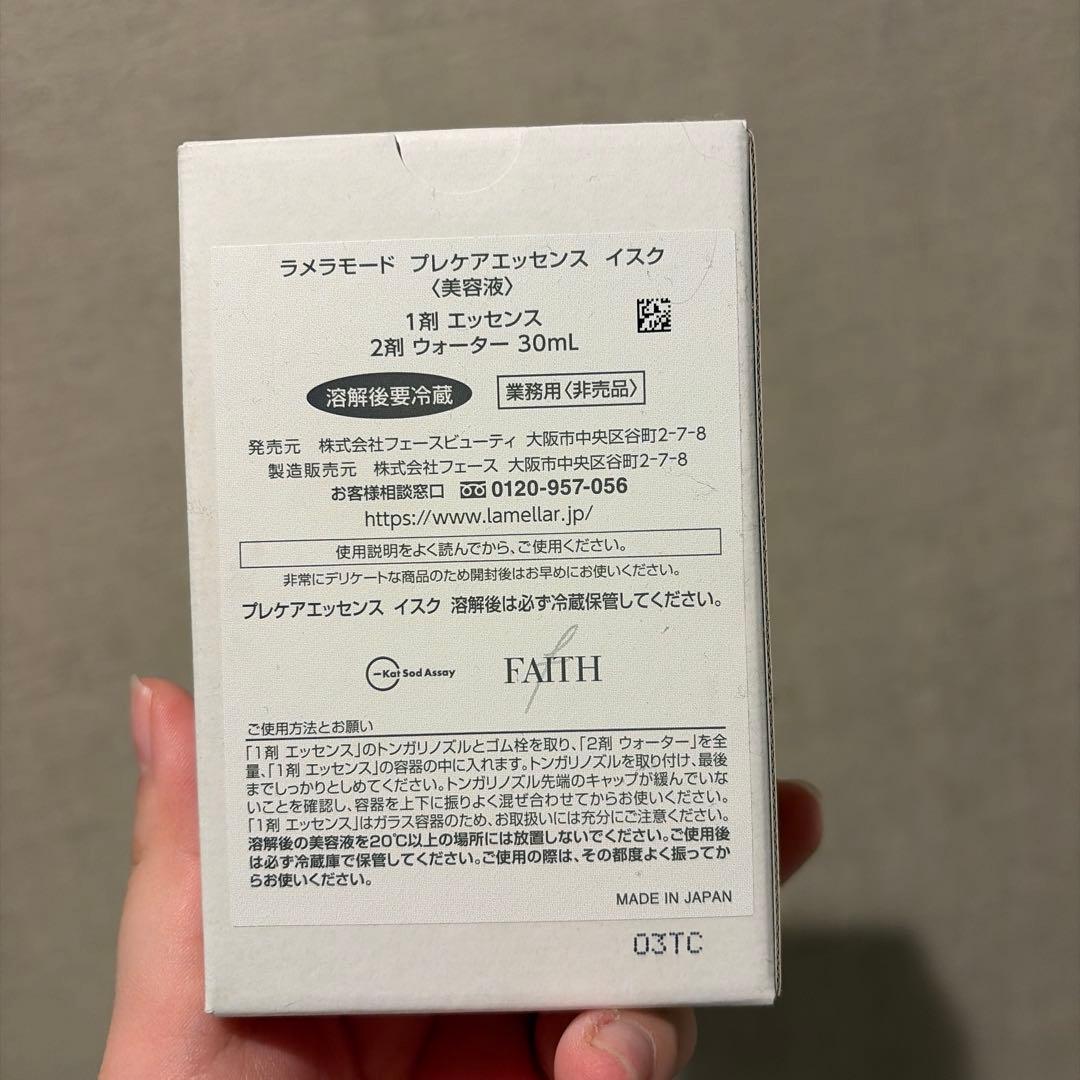 ラメラモード プレケアエッセンス イスク
〈美容液〉
1剤 エッセンス
2剤 ウォーター 30mL
溶解後要冷蔵
業務用〈非売品〉
発売元 株式会社フェースビューティ 大阪市中央区谷町2-7-8
製造販売元 株式会社フェース 大阪市中央区谷町2-7-8
お客様相談窓口 0120-957-056
https://www.lamellar.jp/
使用説明をよく読んでから、ご使用ください。
非常にデリケートな商品のため開封後はお早めにお使いください。
プレケアエッセンス イスク 溶解後は必ず冷蔵保管してください。
Kat Sod Assay
FAITH
ご使用方法とお願い
「1剤 エッセンス」のトンガリノズルとゴム栓を取り、「2剤 ウォーター」を全
量、「1剤 エッセンス」の容器の中に入れます。トンガリノズルを取り付け、最後
までしっかりとしめてください。トンガリノズル先端のキャップが緩んでいな
いことを確認し、容器を上下に振りよく混ぜ合わせてからお使いください。
「1剤 エッセンス」はガラス容器のため、お取扱いには充分にご注意ください。
溶解後の美容液を20℃以上の場所には放置しないでください。ご使用後
は必ず冷蔵庫で保管してください。ご使用の際は、その都度よく振ってか
らお使いください。
MADE IN JAPAN
03TC